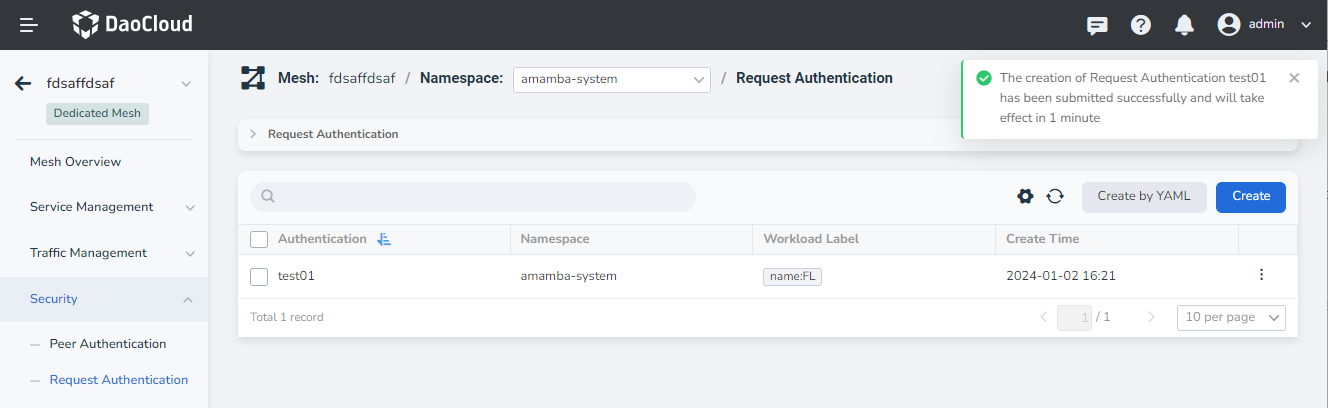 DaoCloud
admin
fdsaffdsaf
Dedicated Mesh
Mesh Overview
Service Management
Traffic Management
Security
Peer Authentication
Request Authentication
Mesh: fdsaffdsaf / Namespace: amamba-system / Request Authentication
The creation of Request Authentication test01
has been submitted successfully and will take
effect in 1 minute
Request Authentication
Create by YAML
Create
Authentication Namespace Workload Label Create Time
test01 amamba-system name:FL 2024-01-02 16:21
Total 1 record
1 / 1
10 per page